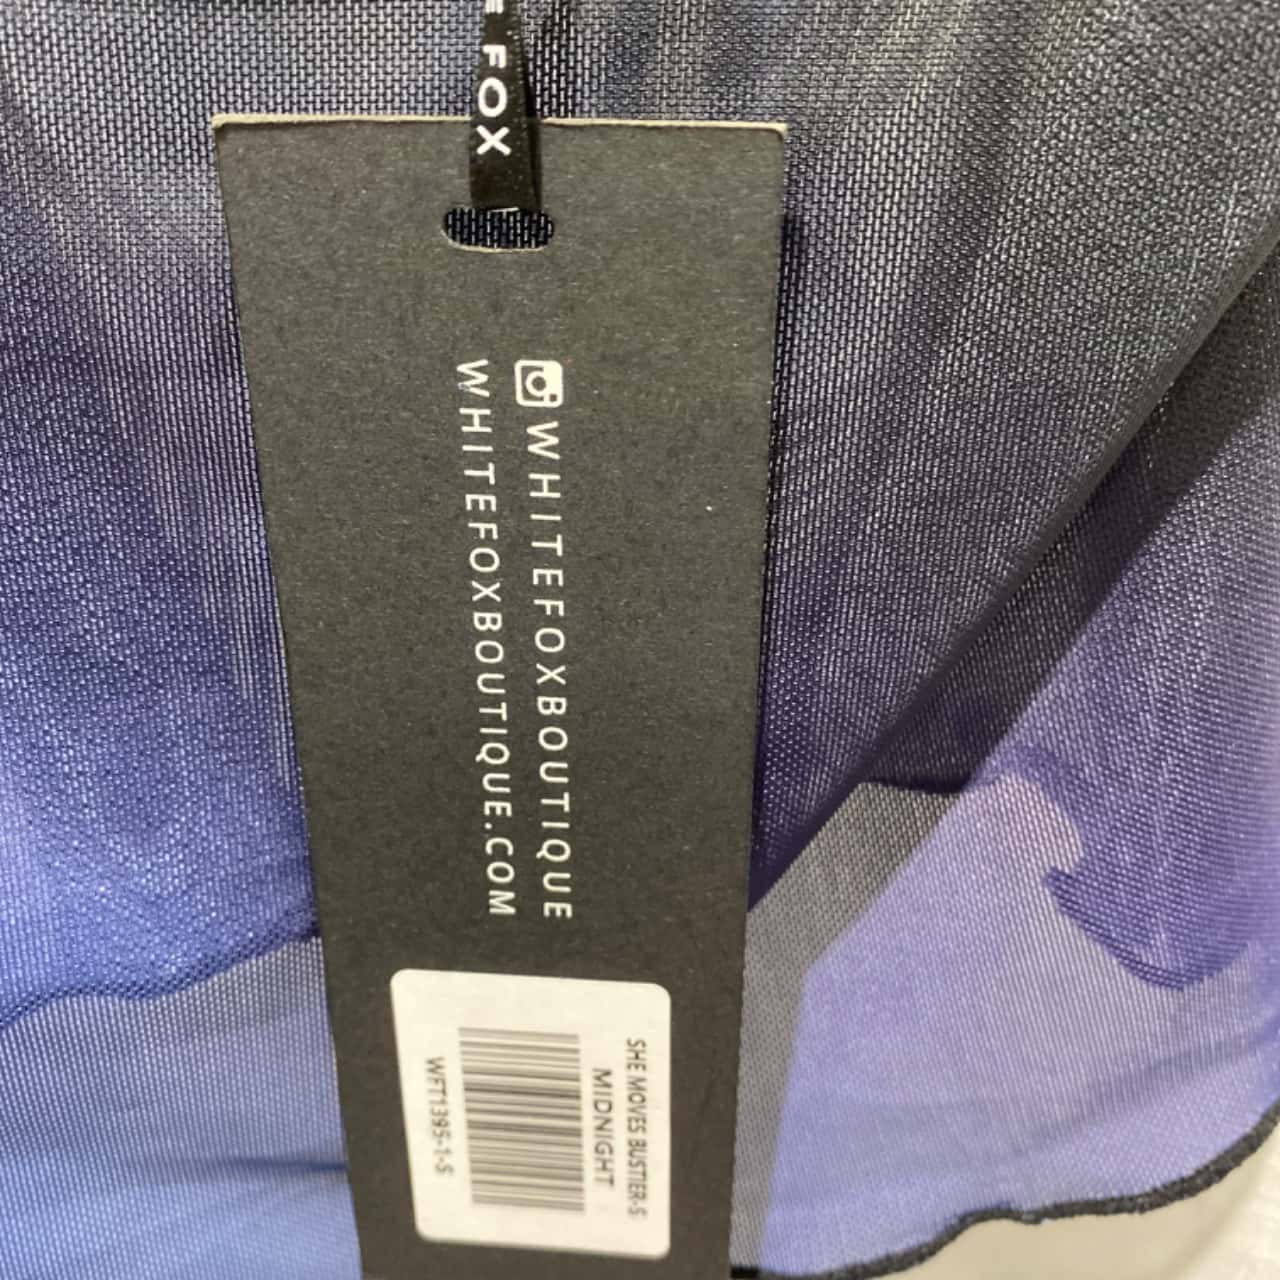 FOX
WHITEFOXBOUTIQUE
WHITEFOXBOUTIQUE.COM
SHE MOVES BUSTIER-S
MIDNIGHT
WFT1395-1-S